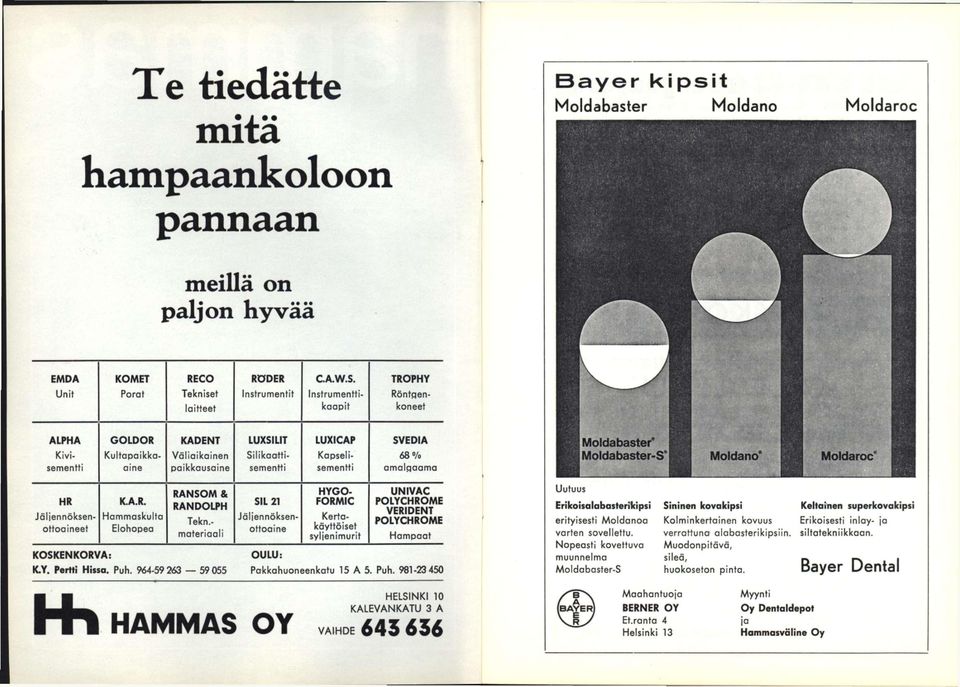 Te tiedätte
mitä
hampaankoloon
pannaan
meillä on
paljon hyvää
EMDA
Unit
KOMET
Porat
RECO
Tekniset
laitteet
RÖDER
Instrumentit
C.A.W.S.
Instrumentti-
kaapit
TROPHY
Röntgen-
koneet
ALPHA
Kivi-
sementti
GOLDOR
Kultapaikka-
aine
KADENT
Väliaikainen
paikkausaine
LUXSILIT
Silikaatti-
sementti
LUXICAP
Kapseli-
sementti
SVEDIA
68 %
amalgaama
HR
Jäljennöksen-
ottoaineet
K.A.R.
Hammaskulta
Elohopea
RANSOM &
RANDOLPH
Tekn.-
materiaali
SIL 21
Jäljennöksen-
ottoaine
HYGO-
FORMIC
Kerta-
käyttöiset
syljenimurit
UNIVAC
POLYCHROME
VERIDENT
POLYCHROME
Hampaat
KOSKENKORVA:
K.Y. Pertti Hissa. Puh. 964-59 263 — 59 055
OULU:
Pakkahuoneenkatu 15 A 5. Puh. 981-23 450
HAMMAS OY
HELSINKI 10
KALEVANKATU 3 A
VAIHDE 643 636
Bayer kipsit
Moldabaster Moldano Moldaroc
Moldabaster®
Moldabaster-S®
Moldano®
Moldaroc®
Uutuus
Erikoisalabasterikipsi
erityisesti Moldanoa
varten sovellettu.
Nopeasti kovettuva
muunnelma
Moldabaster-S
Sininen kovakipsi
Kolminkertainen kovuus
verrattuna alabasterikipsiin.
Muodonpitävä,
sileä,
huokoseton pinta.
Keltainen superkovakipsi
Erikoisesti inlay- ja
siltatekniikkaan.
Bayer Dental
BAYER
BAYER
Maahantuoja
BERNER OY
Et.ranta 4
Helsinki 13
Myynti
Oy Dentaldepot
ja
Hammasväline Oy